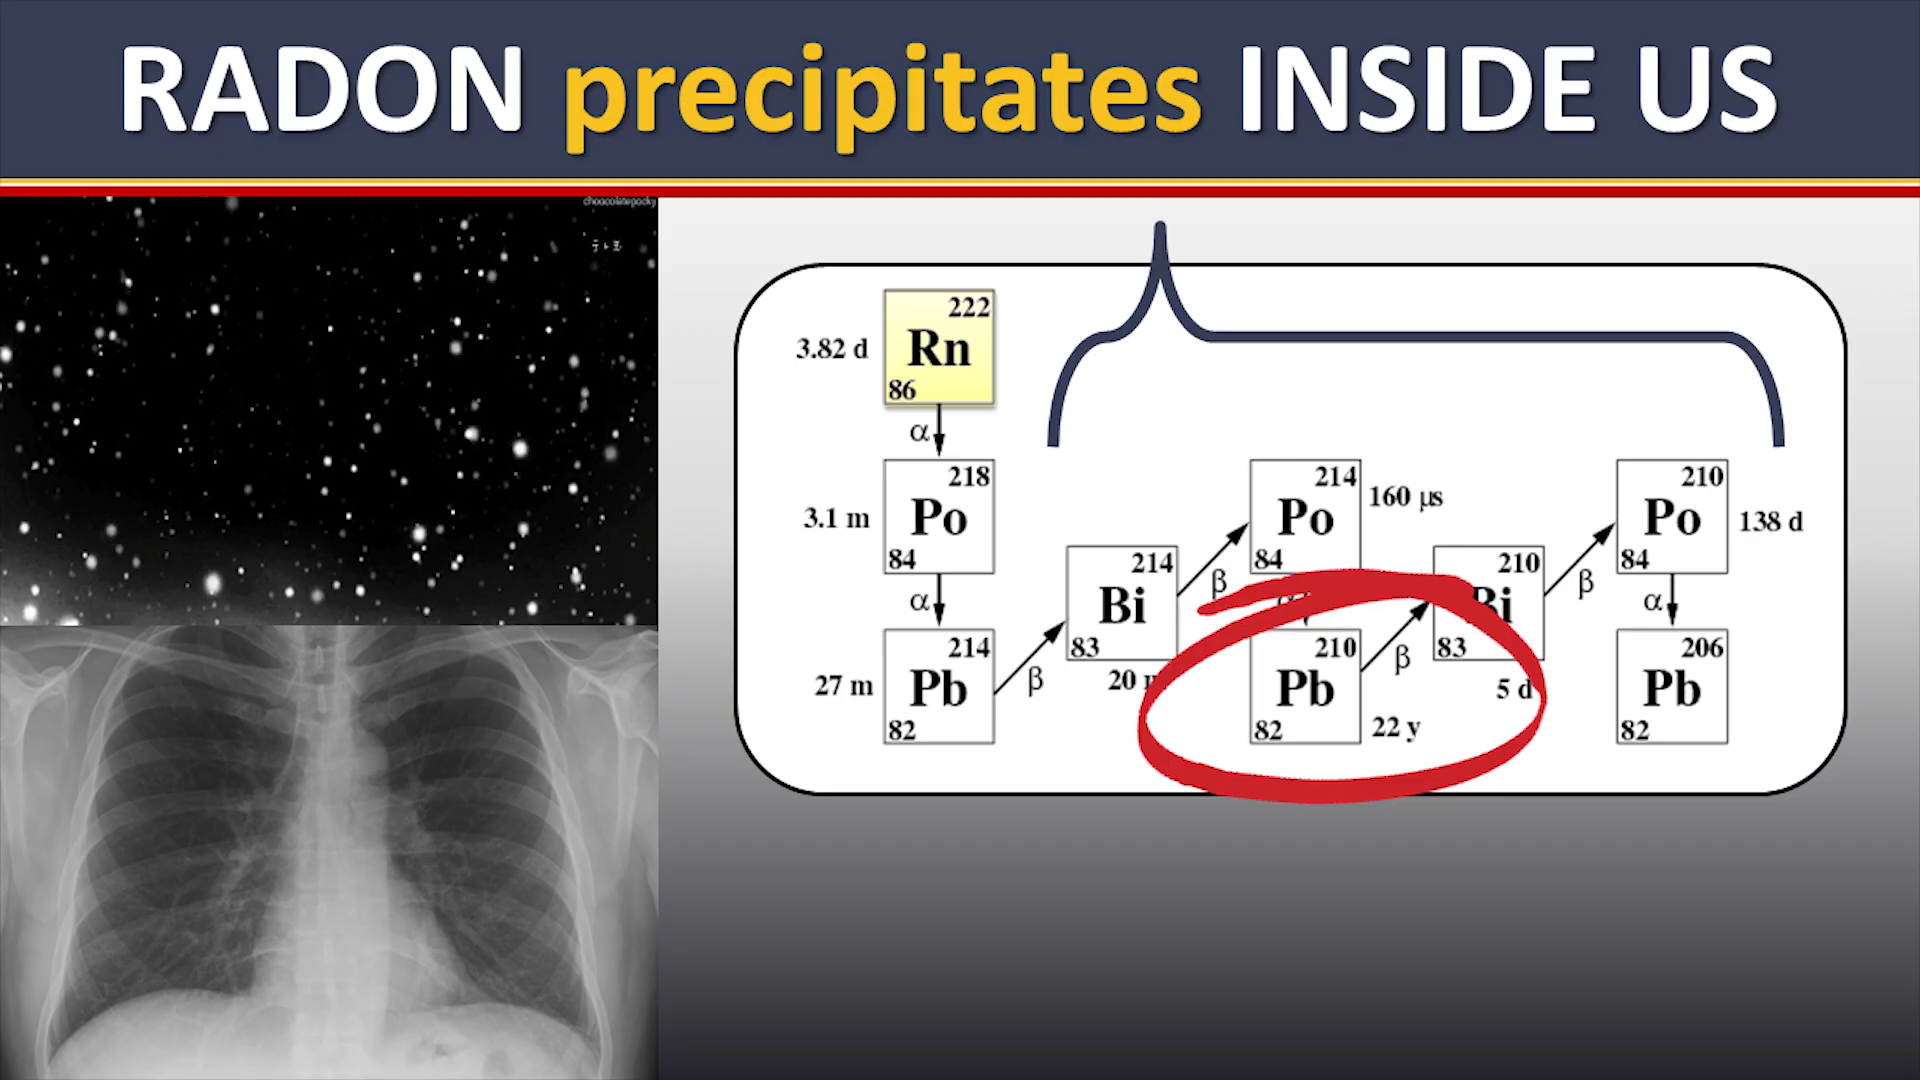 RADON precipitates INSIDE US
choocolatepocky
222
3.82 d
Rn
86
α
218
214
160 μs
210
3.1 m
Po
Po
Po
138 d
84
84
84
214
210
β
β
α
α
Bi
Bi
83
83
214
210
206
β
β
27 m
Pb
20
Pb
5 d
Pb
82
82
22 y
82